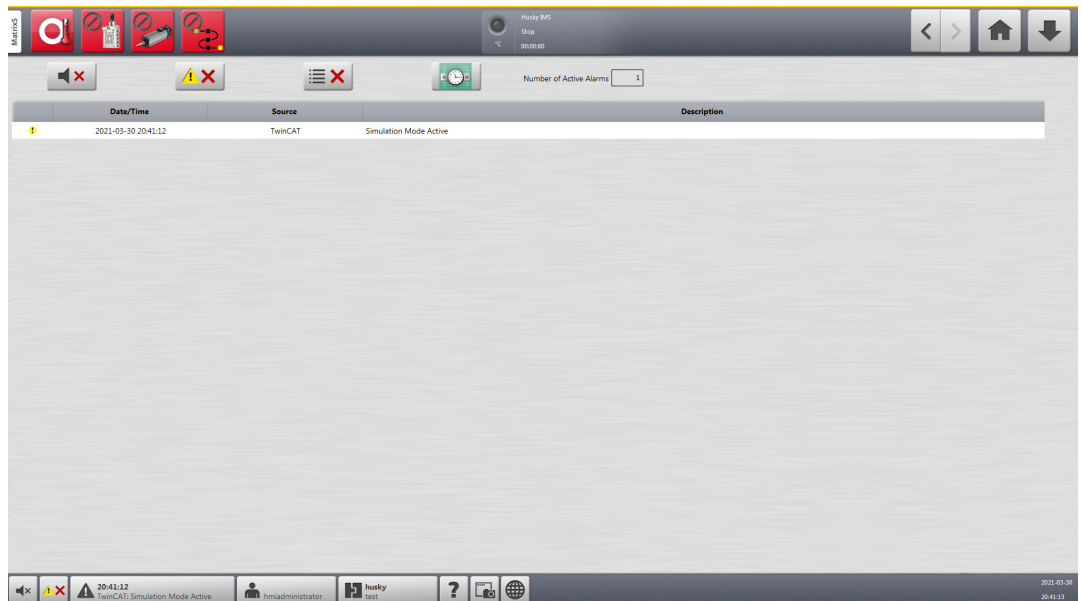 Matrix5
Husky IMS
Stop
°C 00:00:00
Number of Active Alarms 1
Date/Time Source Description
2021-03-30 20:41:12 TwinCAT Simulation Mode Active
20:41:12
TwinCAT: Simulation Mode Active
hmiadministrator
husky
test
?
2021-03-30
20:41:13